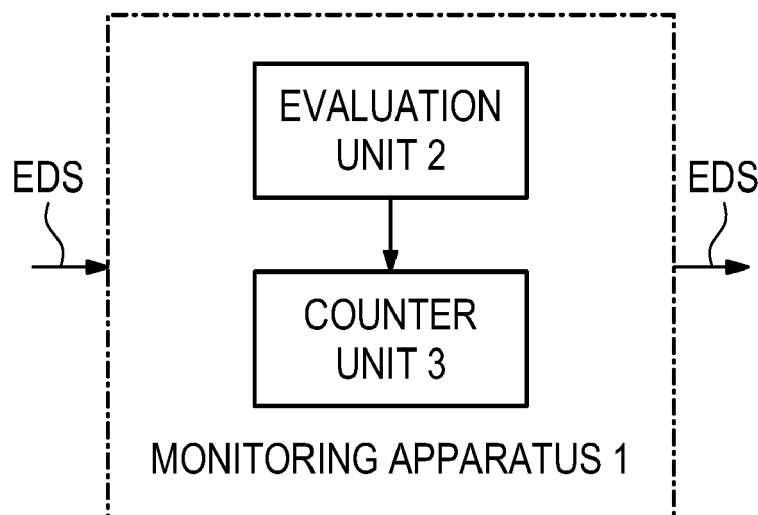 EVALUATION
UNIT 2
EDS
EDS
COUNTER
UNIT 3
MONITORING APPARATUS 1